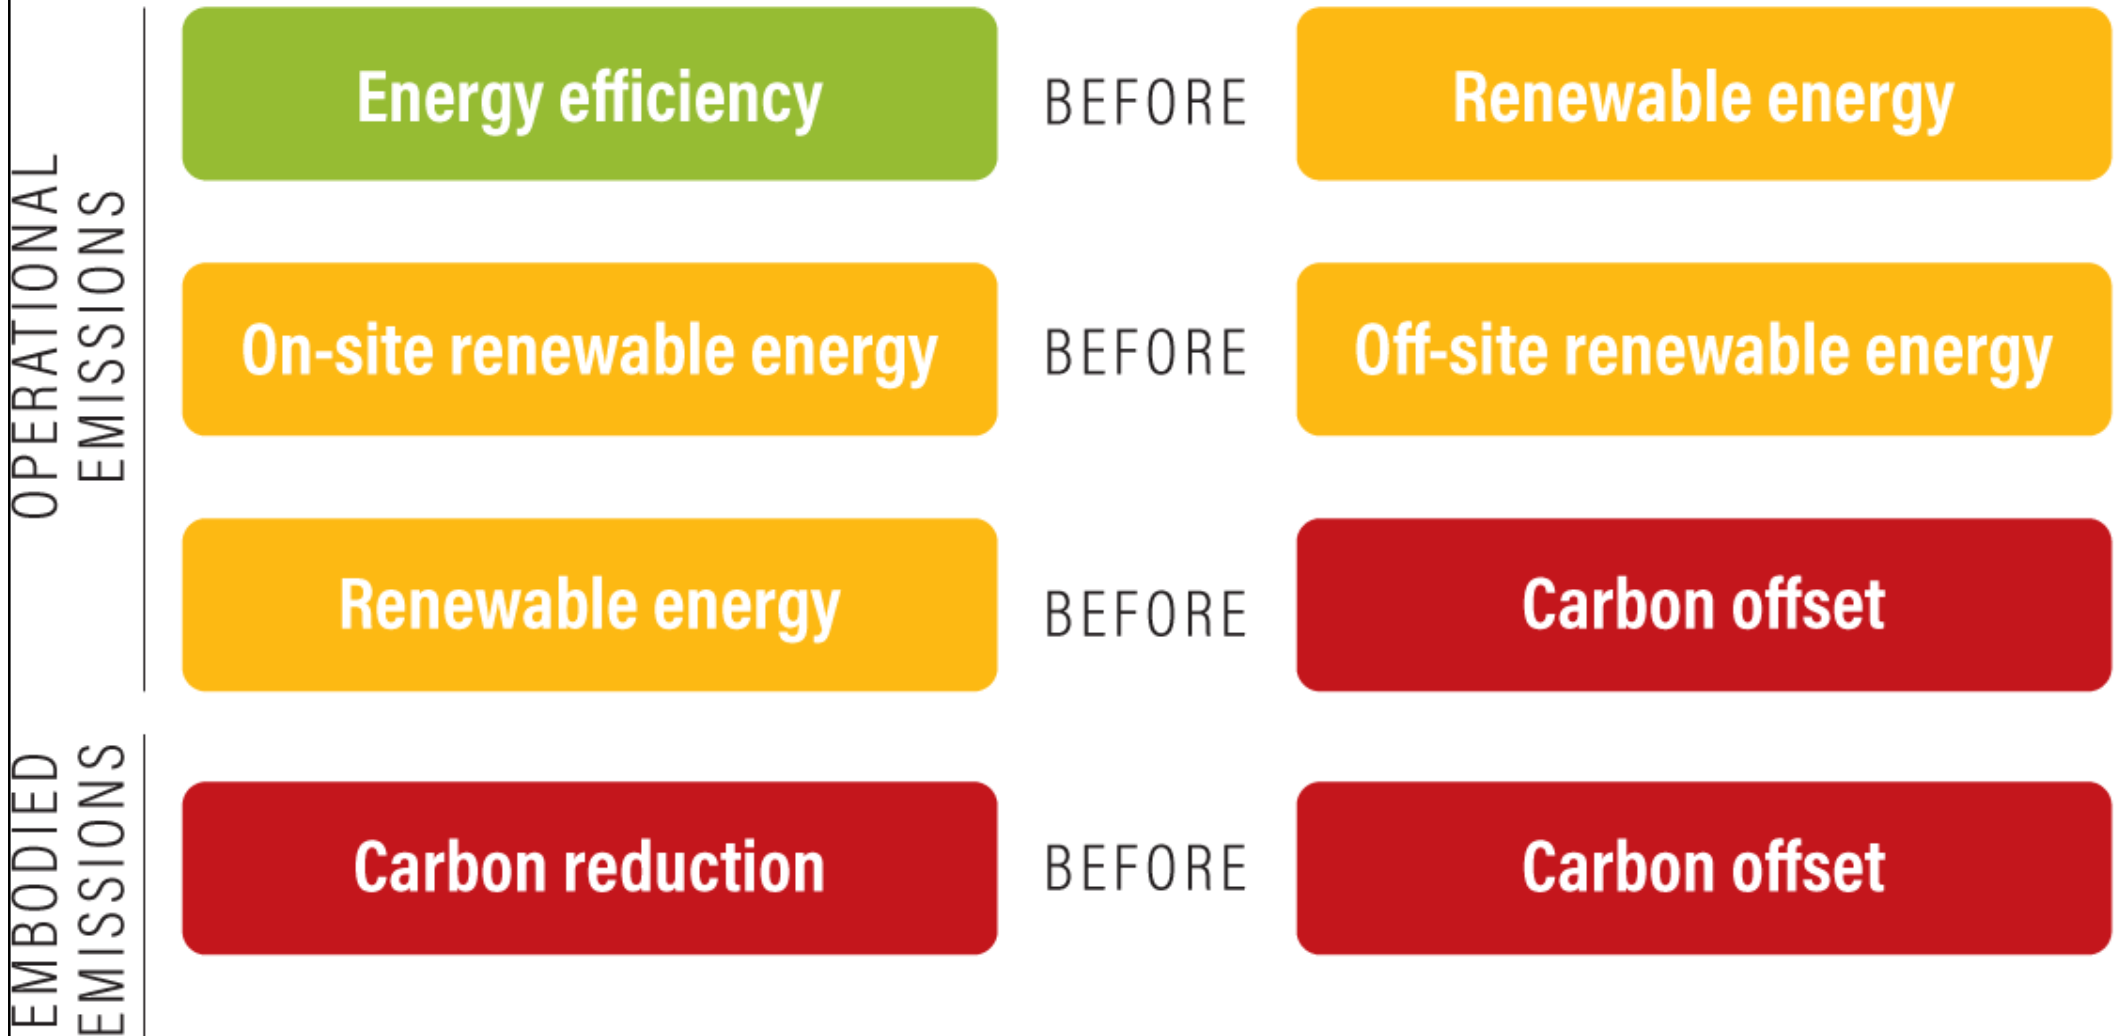 OPERATIONAL
EMISSIONS
Energy efficiency BEFORE Renewable energy
On-site renewable energy BEFORE Off-site renewable energy
Renewable energy BEFORE Carbon offset
EMBODIED
EMISSIONS
Carbon reduction BEFORE Carbon offset